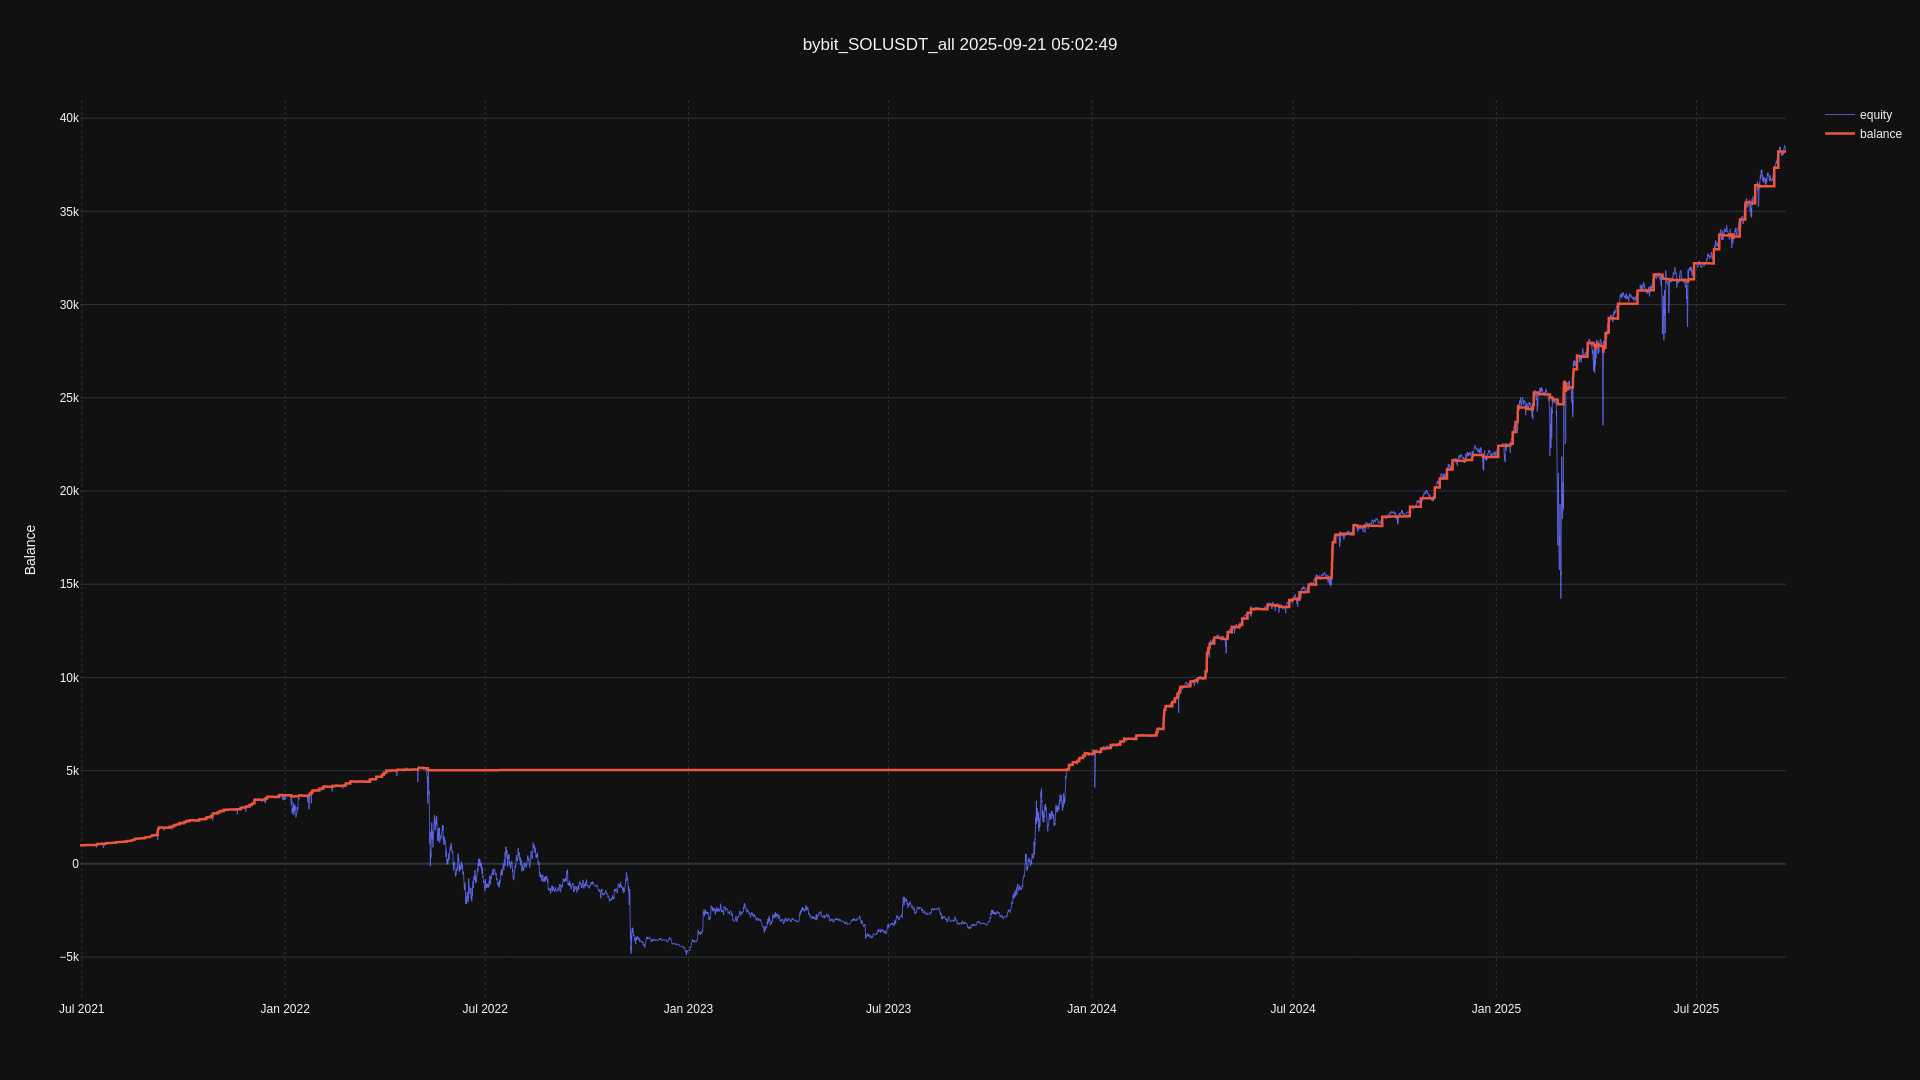 bybit_SOLUSDT_all 2025-09-21 05:02:49
equity
balance
Balance
40k
35k
30k
25k
20k
15k
10k
5k
0
−5k
Jul 2021
Jan 2022
Jul 2022
Jan 2023
Jul 2023
Jan 2024
Jul 2024
Jan 2025
Jul 2025